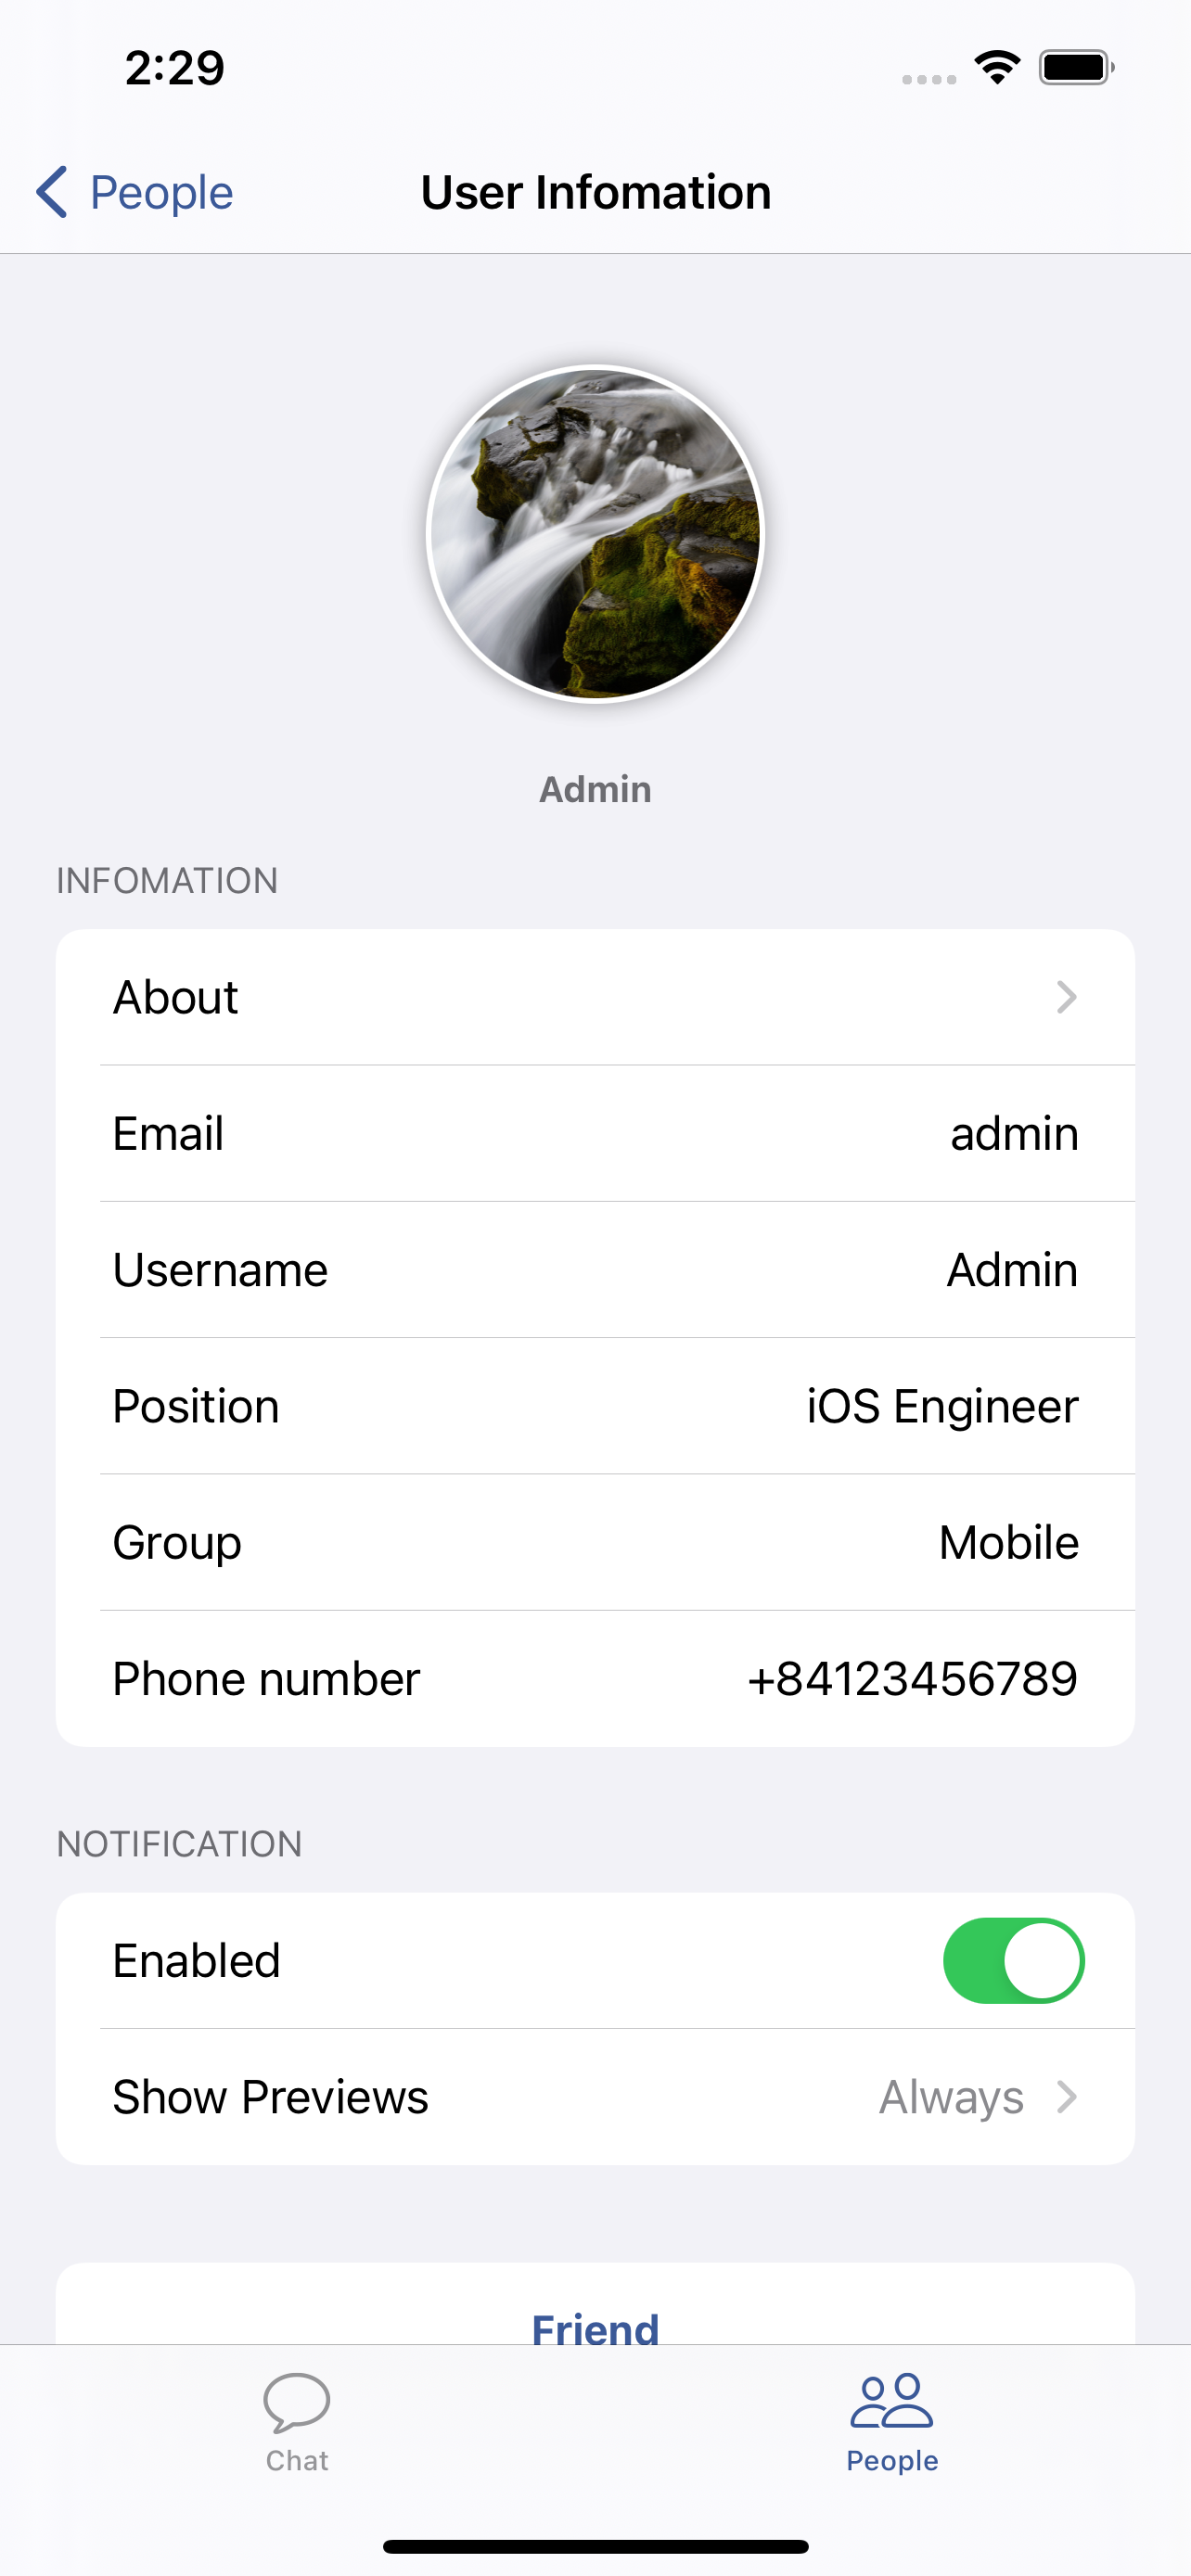 2:29
People
User Infomation
Admin
INFOMATION
About
Email admin
Username Admin
Position iOS Engineer
Group Mobile
Phone number +84123456789
NOTIFICATION
Enabled
Show Previews Always
Friend
Chat
People